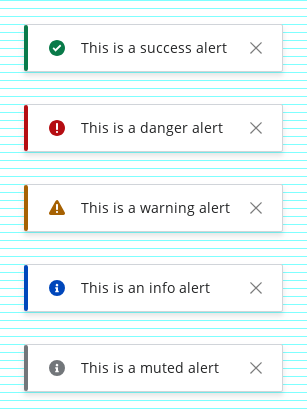 This is a success alert
This is a danger alert
This is a warning alert
This is an info alert
This is a muted alert